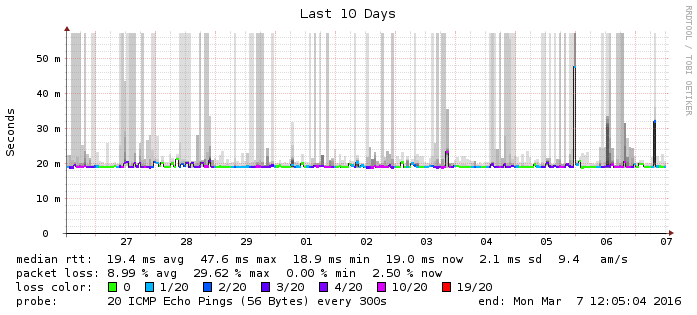 Last 10 Days
RRDTOOL / TOBI OETIKER
Seconds
50 m
40 m
30 m
20 m
10 m
0
27 28 29 01 02 03 04 05 06 07
median rtt: 19.4 ms avg 47.6 ms max 18.9 ms min 19.0 ms now 2.1 ms sd 9.4 am/s
packet loss: 8.99 % avg 29.62 % max 0.00 % min 2.50 % now
loss color: 0 1/20 2/20 3/20 4/20 10/20 19/20
probe: 20 ICMP Echo Pings (56 Bytes) every 300s end: Mon Mar 7 12:05:04 2016